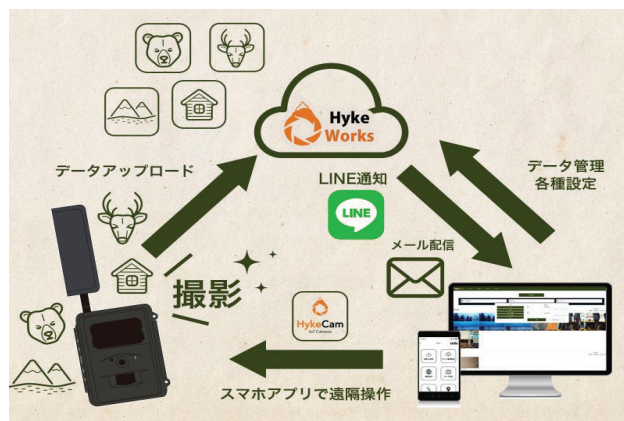 Hyke
Works
データアップロード
LINE通知
LINE
データ管理
各種設定
メール配信
撮影
HykeCam
IoT Camera
スマホアプリで遠隔操作